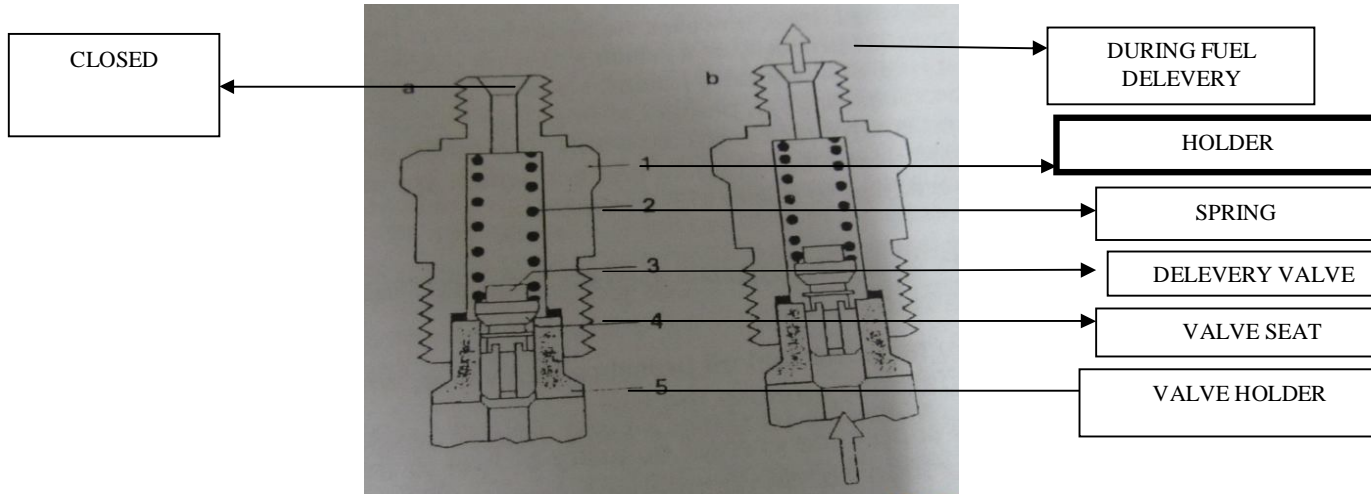 CLOSED
a
b
DURING FUEL
DELEVERY
1
HOLDER
2
SPRING
3
DELEVERY VALVE
4
VALVE SEAT
5
VALVE HOLDER